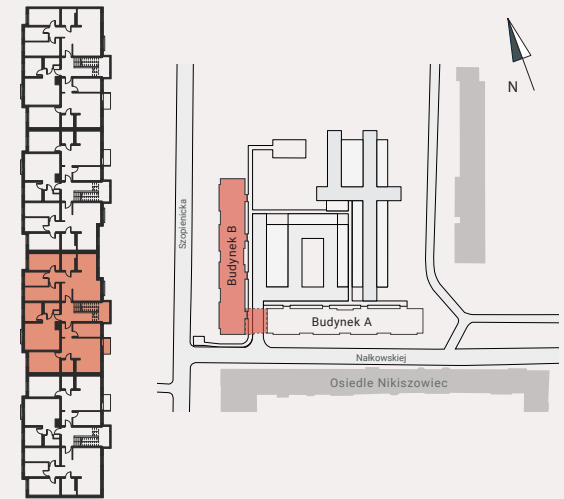 N
Szopienicka
Budynek B
Budynek A
Nałkowskiej
Osiedle Nikiszowiec